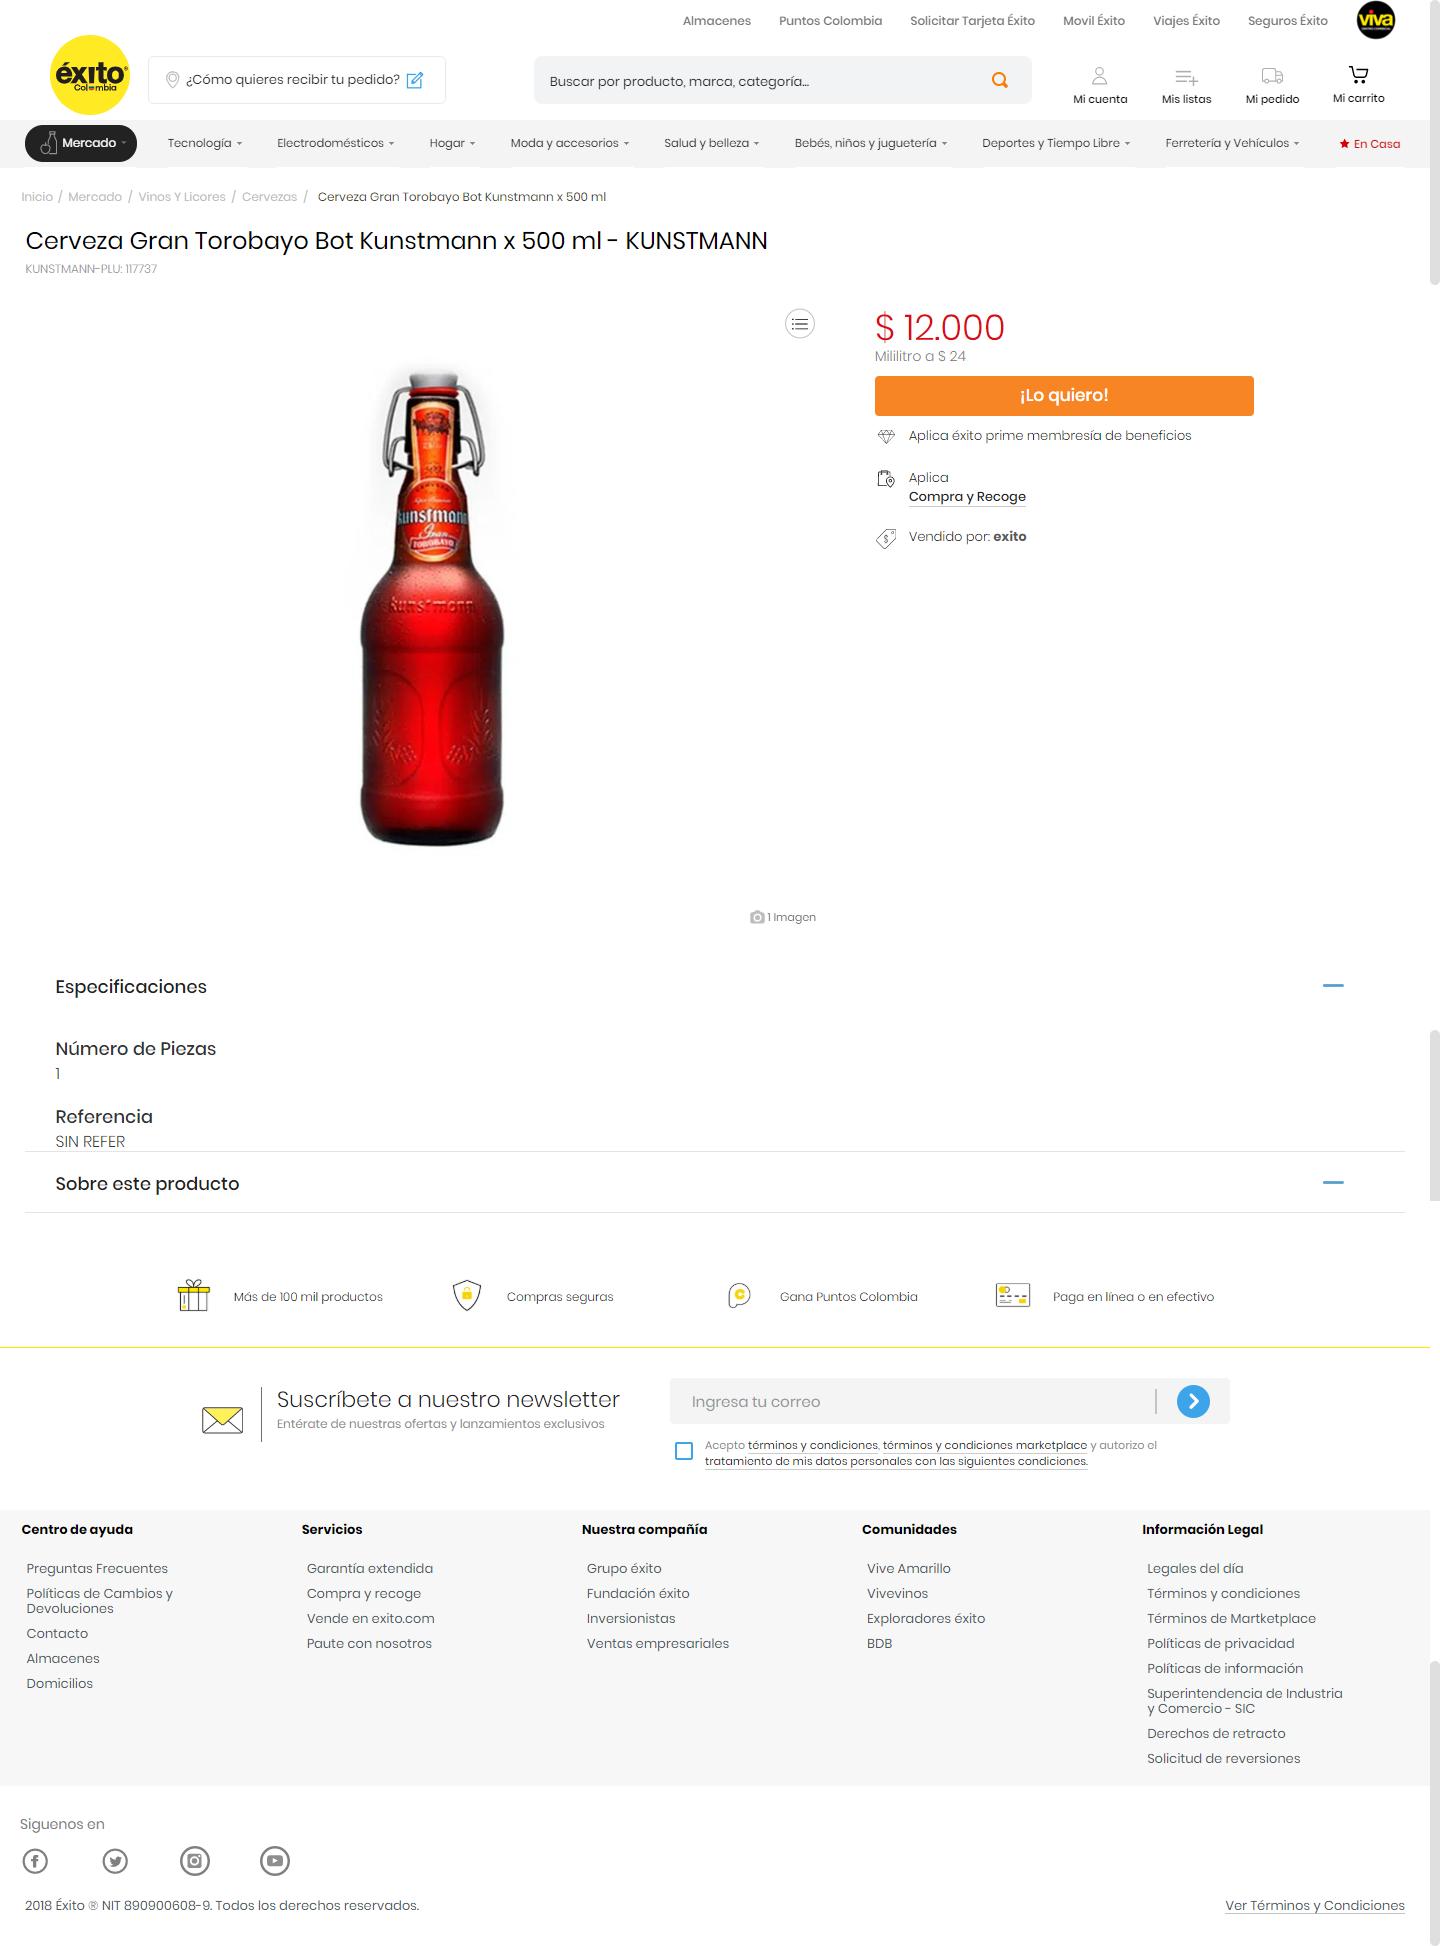 Almacenes Puntos Colombia Solicitar Tarjeta Éxito Movil Éxito Viajes Éxito Seguros Éxito viva
éxito
Colombia
¿Cómo quieres recibir tu pedido?
Buscar por producto, marca, categoría...
Mi cuenta Mis listas Mi pedido Mi carrito
Mercado Tecnología Electrodomésticos Hogar Moda y accesorios Salud y belleza Bebés, niños y juguetería Deportes y Tiempo Libre Ferretería y Vehículos En Casa
Inicio / Mercado / Vinos Y Licores / Cervezas / Cerveza Gran Torobayo Bot Kunstmann x 500 ml
Cerveza Gran Torobayo Bot Kunstmann x 500 ml - KUNSTMANN
KUNSTMANN-PLU: 117737
kunstmann
Gran
TOROBAYO
kunstmann
$ 12.000
Mililitro a $ 24
¡Lo quiero!
Aplica éxito prime membresía de beneficios
Aplica
Compra y Recoge
Vendido por: exito
1 Imagen
Especificaciones
Número de Piezas
1
Referencia
SIN REFER
Sobre este producto
Más de 100 mil productos Compras seguras Gana Puntos Colombia Paga en línea o en efectivo
Suscríbete a nuestro newsletter
Entérate de nuestras ofertas y lanzamientos exclusivos
Ingresa tu correo
Acepto términos y condiciones, términos y condiciones marketplace y autorizo el
tratamiento de mis datos personales con las siguientes condiciones.
Centro de ayuda
Preguntas Frecuentes
Políticas de Cambios y
Devoluciones
Contacto
Almacenes
Domicilios
Servicios
Garantía extendida
Compra y recoge
Vende en exito.com
Paute con nosotros
Nuestra compañía
Grupo éxito
Fundación éxito
Inversionistas
Ventas empresariales
Comunidades
Vive Amarillo
Vivevinos
Exploradores éxito
BDB
Información Legal
Legales del día
Términos y condiciones
Términos de Martketplace
Políticas de privacidad
Políticas de información
Superintendencia de Industria
y Comercio - SIC
Derechos de retracto
Solicitud de reversiones
Siguenos en
2018 Éxito ® NIT 890900608-9. Todos los derechos reservados.
Ver Términos y Condiciones